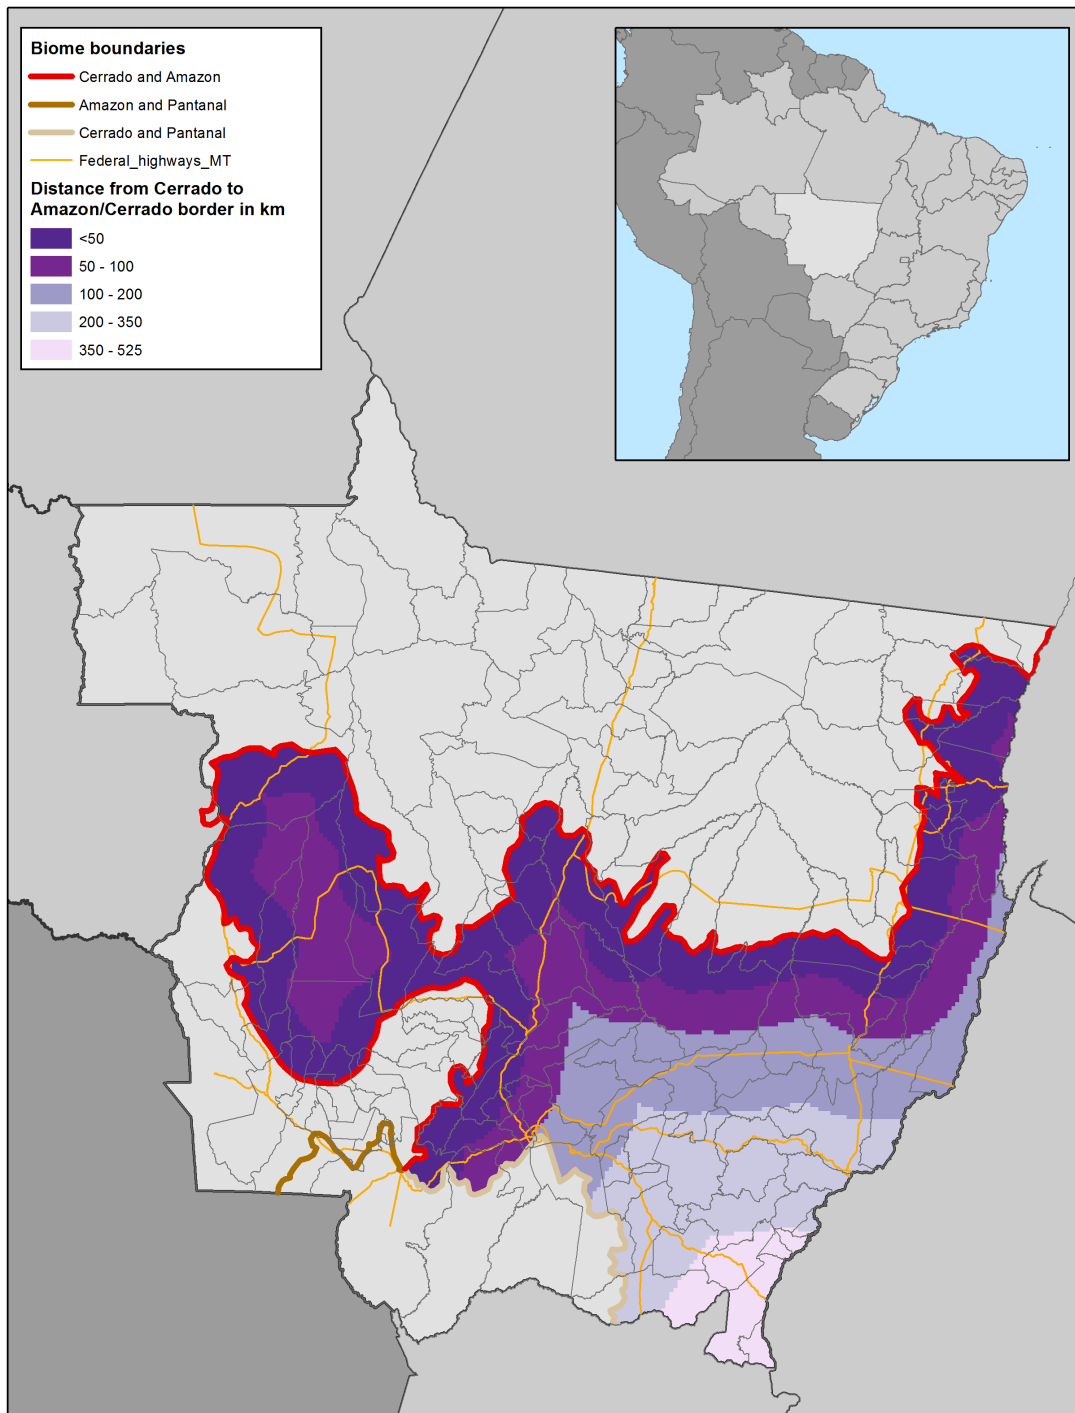 Biome boundaries
Cerrado and Amazon
Amazon and Pantanal
Cerrado and Pantanal
Federal_highways_MT
Distance from Cerrado to
Amazon/Cerrado border in km
<50
50 - 100
100 - 200
200 - 350
350 - 525